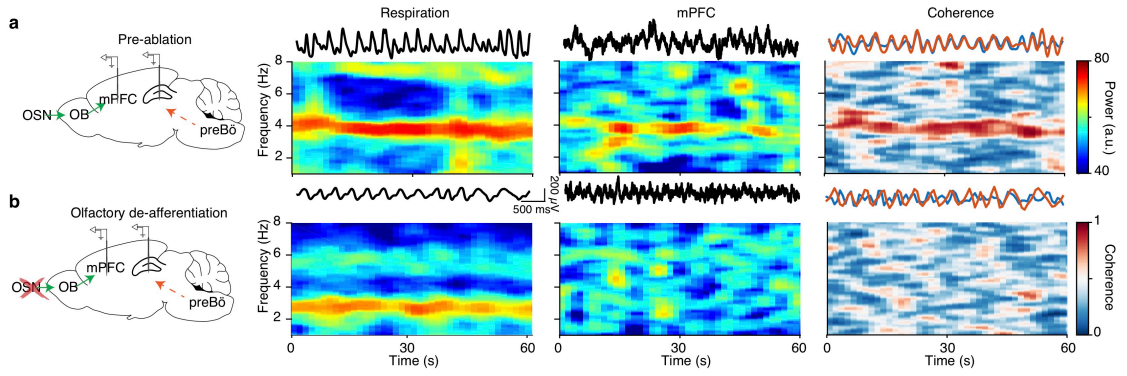 Respiration mPFC Coherence
a
Pre-ablation
OSN OB mPFC preBö
Frequency (Hz)
8
6
4
2
80
Power (a.u.)
40
200 µV
500 ms
b
Olfactory de-afferentiation
OSN OB mPFC preBö
Frequency (Hz)
8
6
4
2
0 30 60
Time (s)
0 30 60
Time (s)
0 30 60
Time (s)
1
Coherence
0